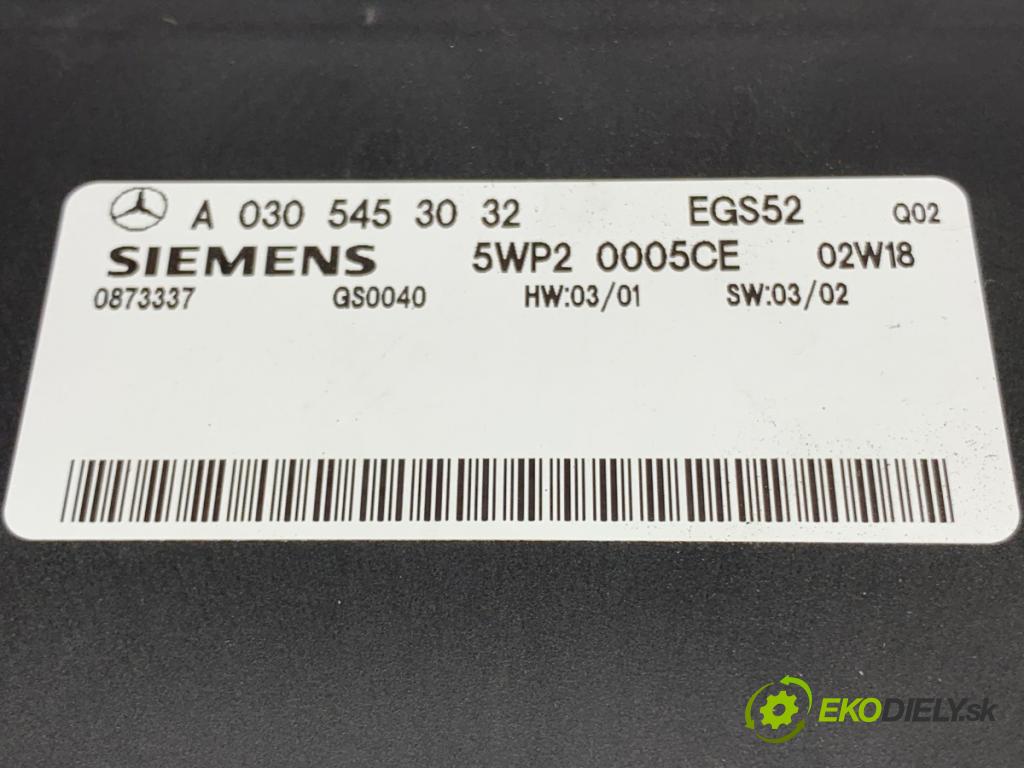 A 030 545 30 32 EGS52 Q02
SIEMENS 5WP2 0005CE 02W18
0873337 GS0040 HW:03/01 SW:03/02
EKODIELY.sk